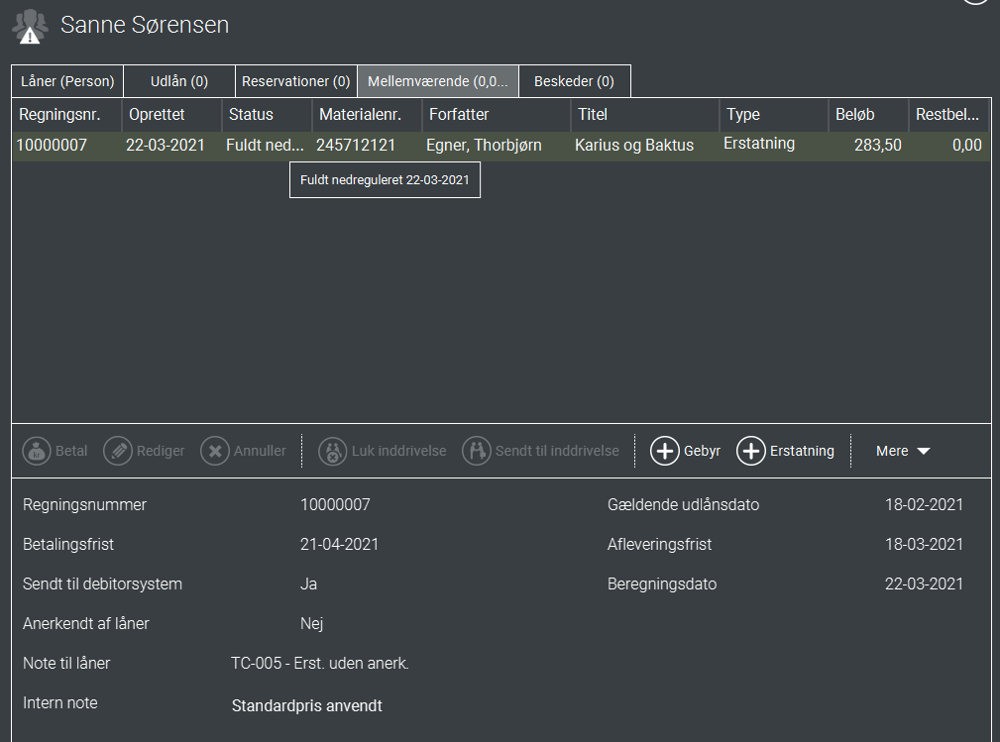 Sanne Sørensen
Låner (Person) Udlån (0) Reservationer (0) Mellemværende (0,0... Beskeder (0)
Regningsnr. Oprettet Status Materialenr. Forfatter Titel Type Beløb Restbel...
10000007 22-03-2021 Fuldt ned... 245712121 Egner, Thorbjørn Karius og Baktus Erstatning 283,50 0,00
Fuldt nedreguleret 22-03-2021
Betal Rediger Annuller Luk inddrivelse Sendt til inddrivelse Gebyr Erstatning Mere
Regningsnummer 10000007 Gældende udlånsdato 18-02-2021
Betalingsfrist 21-04-2021 Afleveringsfrist 18-03-2021
Sendt til debitorsystem Ja Beregningsdato 22-03-2021
Anerkendt af låner Nej
Note til låner TC-005 - Erst. uden anerk.
Intern note Standardpris anvendt